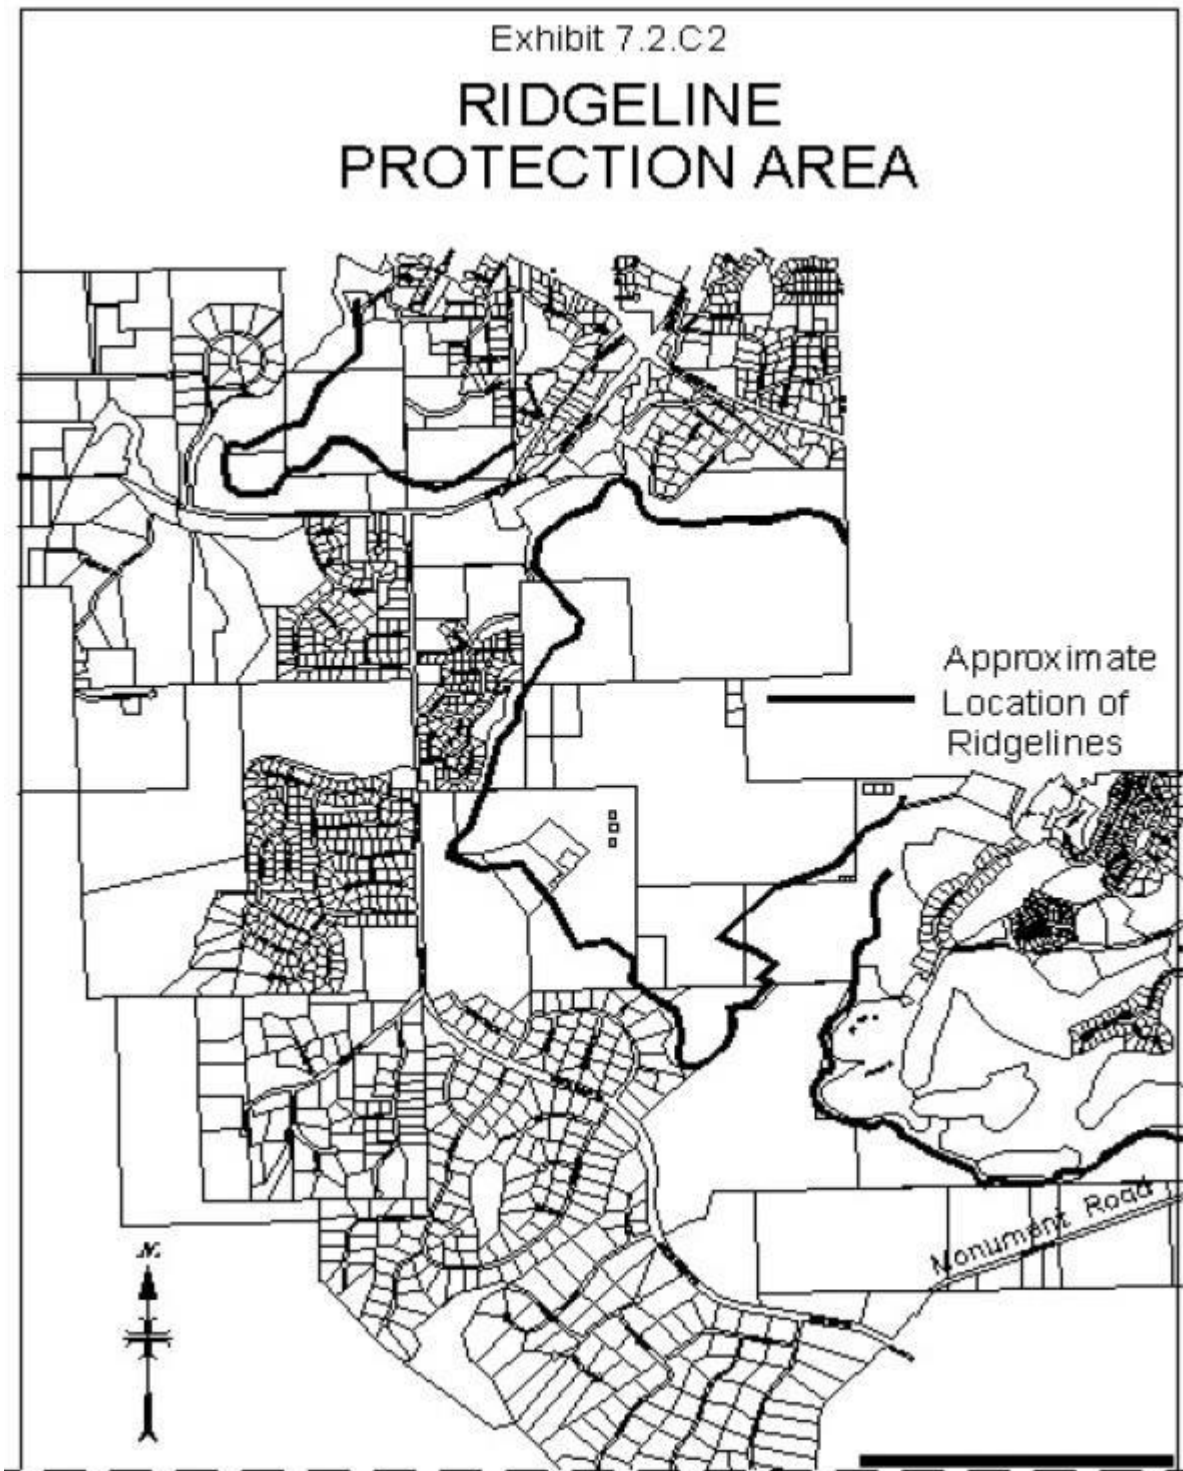 Exhibit 7.2.C2
RIDGELINE
PROTECTION AREA
Approximate
Location of
Ridgelines
Monument Road
N.